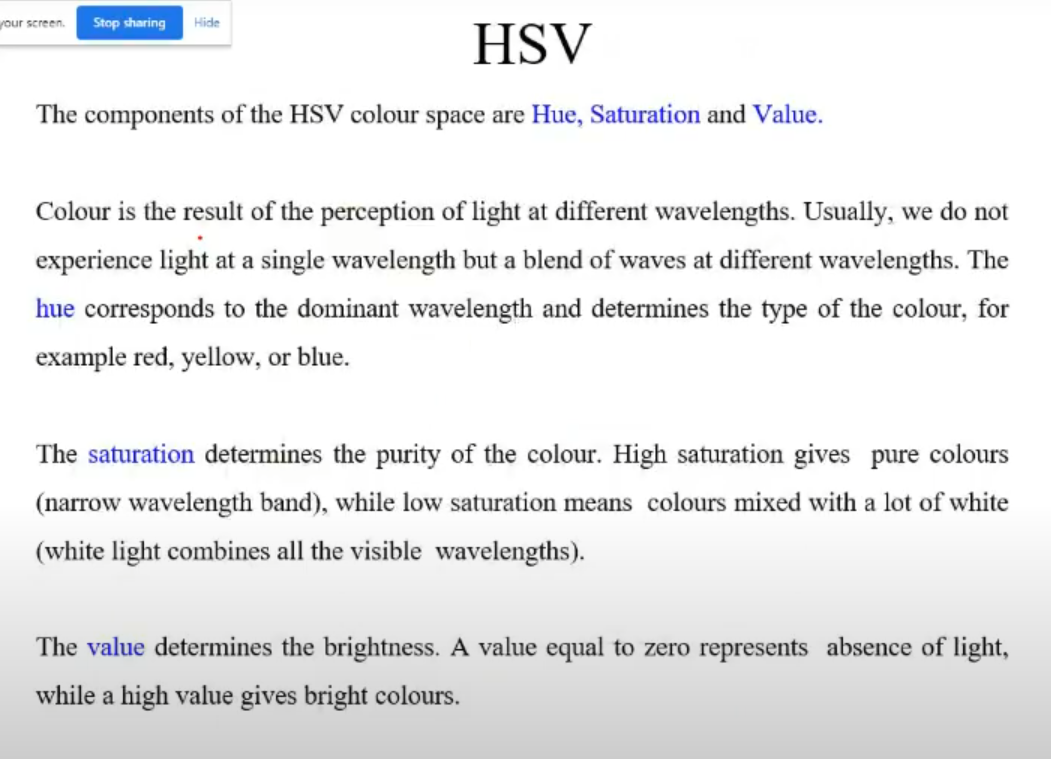 your screen. Stop sharing Hide
HSV
The components of the HSV colour space are Hue, Saturation and Value.
Colour is the result of the perception of light at different wavelengths. Usually, we do not
experience light at a single wavelength but a blend of waves at different wavelengths. The
hue corresponds to the dominant wavelength and determines the type of the colour, for
example red, yellow, or blue.
The saturation determines the purity of the colour. High saturation gives pure colours
(narrow wavelength band), while low saturation means colours mixed with a lot of white
(white light combines all the visible wavelengths).
The value determines the brightness. A value equal to zero represents absence of light,
while a high value gives bright colours.